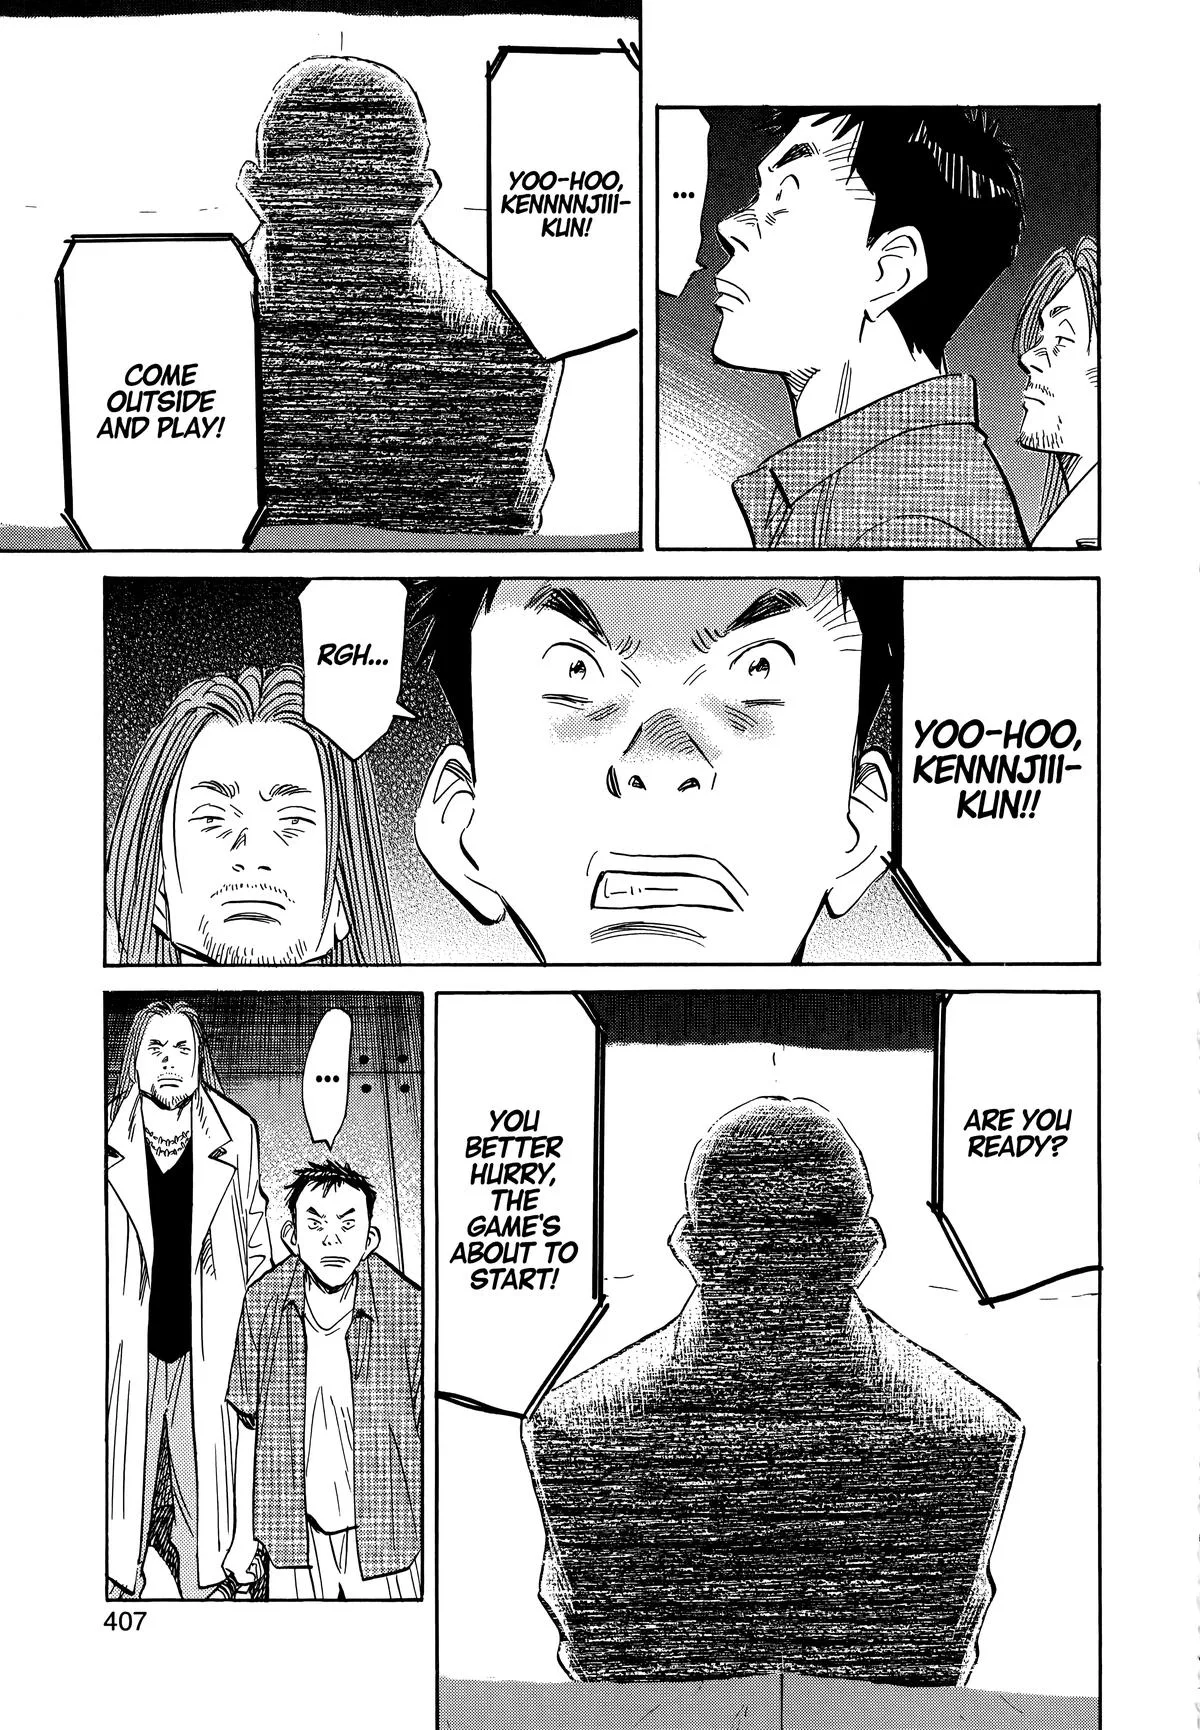 ...
YOO-HOO,
KENNNNJIII-
KUN!
COME
OUTSIDE
AND PLAY!
YOO-HOO,
KENNNJIII-
KUN!!
RGH...
ARE YOU
READY?
YOU
BETTER
HURRY,
THE
GAME'S
ABOUT TO
START!
...
407